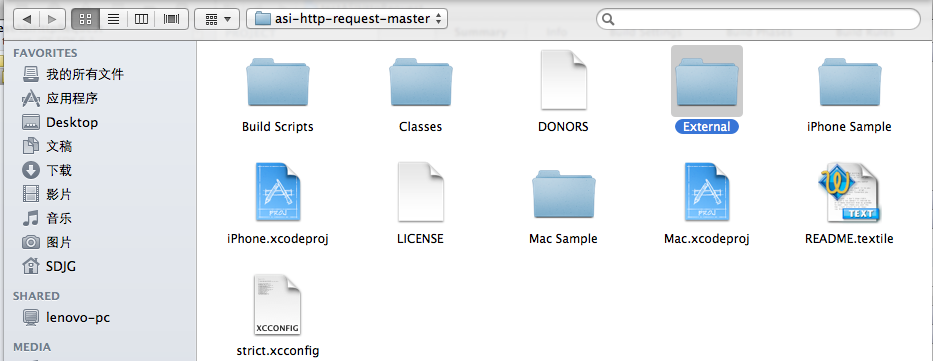 asi-http-request-master
FAVORITES
我的所有文件
应用程序
Desktop
文稿
下载
影片
音乐
图片
SDJG
SHARED
lenovo-pc
MEDIA
Build Scripts
Classes
DONORS
External
iPhone Sample
PROJ
PROJ
TEXT
iPhone.xcodeproj
LICENSE
Mac Sample
Mac.xcodeproj
README.textile
XCCONFIG
strict.xcconfig